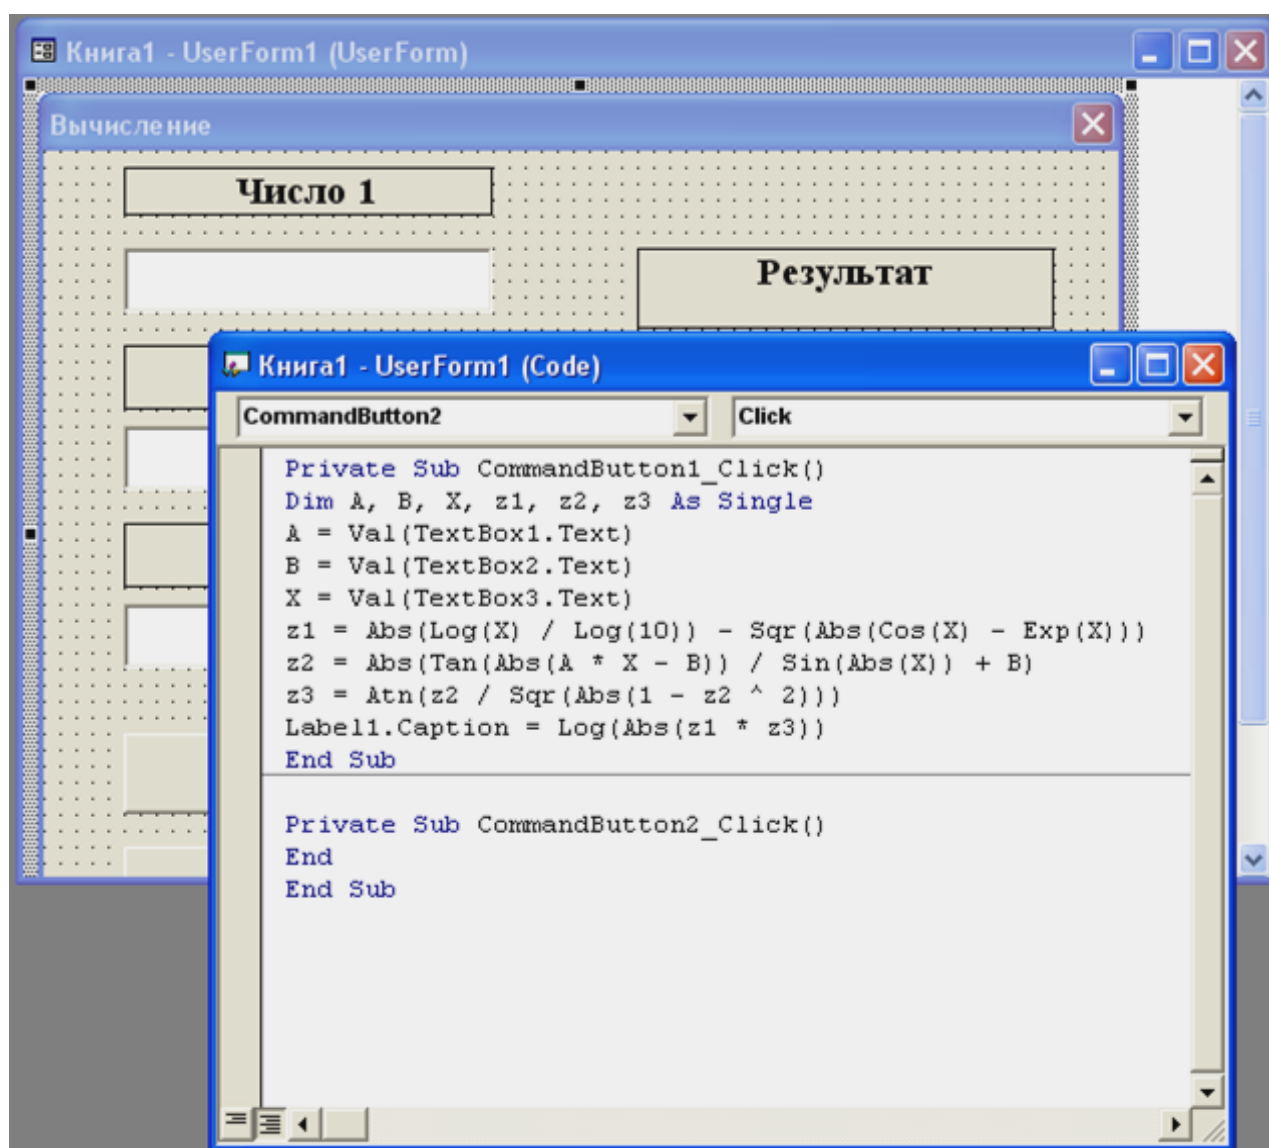 Книга1 - UserForm1 (UserForm)
Вычисление
Число 1
Результат
Книга1 - UserForm1 (Code)
CommandButton2
Click
Private Sub CommandButton1_Click()
Dim A, B, X, z1, z2, z3 As Single
A = Val(TextBox1.Text)
B = Val(TextBox2.Text)
X = Val(TextBox3.Text)
z1 = Abs(Log(X) / Log(10)) - Sqr(Abs(Cos(X) - Exp(X)))
z2 = Abs(Tan(Abs(A * X - B)) / Sin(Abs(X)) + B)
z3 = Atn(z2 / Sqr(Abs(1 - z2 ^ 2)))
Label1.Caption = Log(Abs(z1 * z3))
End Sub
Private Sub CommandButton2_Click()
End
End Sub